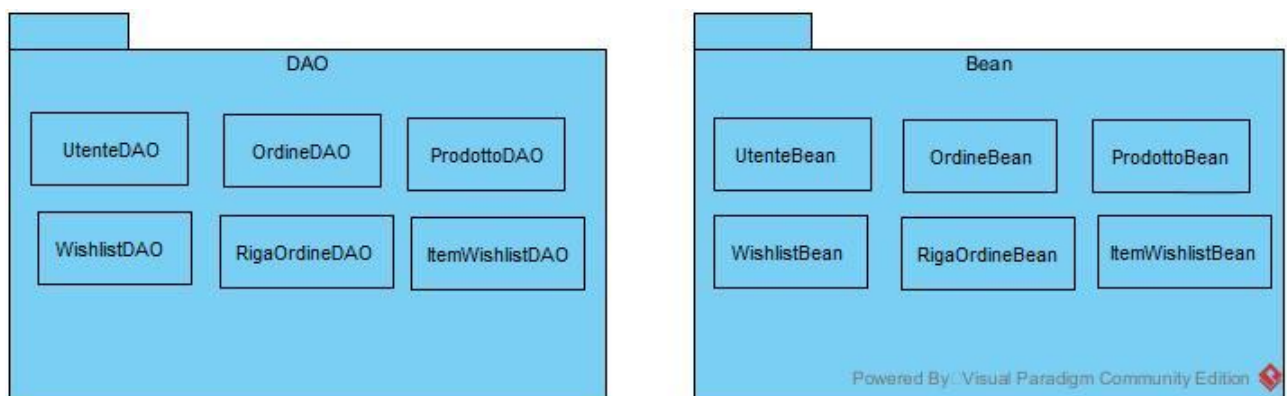 DAO
UtenteDAO
OrdineDAO
ProdottoDAO
WishlistDAO
RigaOrdineDAO
ItemWishlistDAO
Bean
UtenteBean
OrdineBean
ProdottoBean
WishlistBean
RigaOrdineBean
ItemWishlistBean
Powered By Visual Paradigm Community Edition